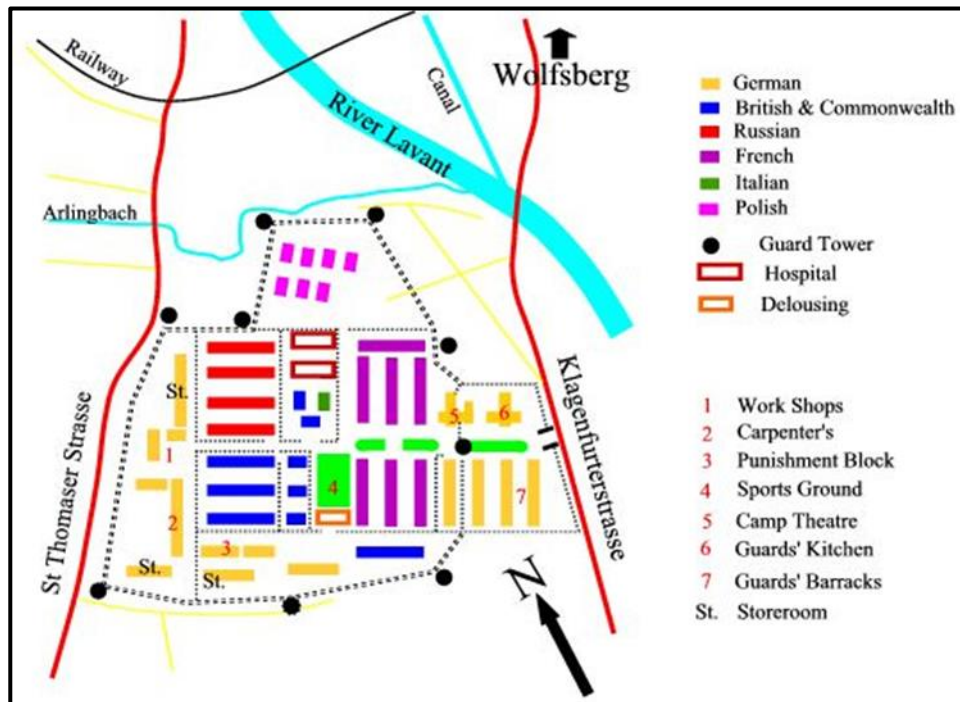 Railway
Canal
Wolfsberg
River Lavant
Arlingbach
St Thomaser Strasse
Klagenfurterstrasse
St.
1
2
St.
3
St.
4
5
6
7
N
German
British & Commonwealth
Russian
French
Italian
Polish
Guard Tower
Hospital
Delousing
1 Work Shops
2 Carpenter's
3 Punishment Block
4 Sports Ground
5 Camp Theatre
6 Guards' Kitchen
7 Guards' Barracks
St. Storeroom